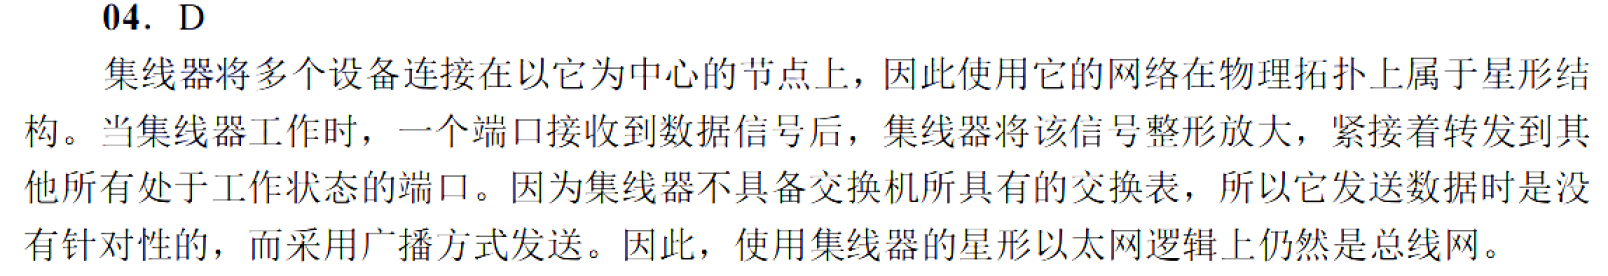 04. D
集线器将多个设备连接在以它为中心的节点上，因此使用它的网络在物理拓扑上属于星形结
构。当集线器工作时，一个端口接收到数据信号后，集线器将该信号整形放大，紧接着转发到其
他所有处于工作状态的端口。因为集线器不具备交换机所具有的交换表，所以它发送数据时是没
有针对性的，而采用广播方式发送。因此，使用集线器的星形以太网逻辑上仍然是总线网。